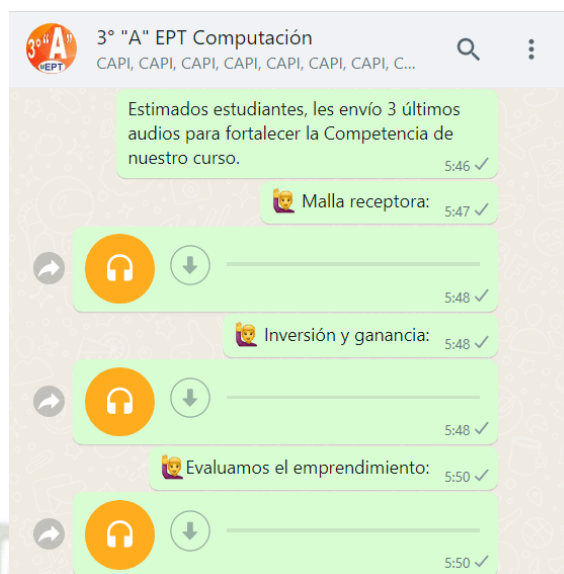 3° "A" EPT Computación
CAPI, CAPI, CAPI, CAPI, CAPI, CAPI, CAPI, C...
3° "A"
EPT
Estimados estudiantes, les envío 3 últimos
audios para fortalecer la Competencia de
nuestro curso.
5:46
Malla receptora:
5:47
5:48
Inversión y ganancia:
5:48
5:48
Evaluamos el emprendimiento:
5:50
5:50